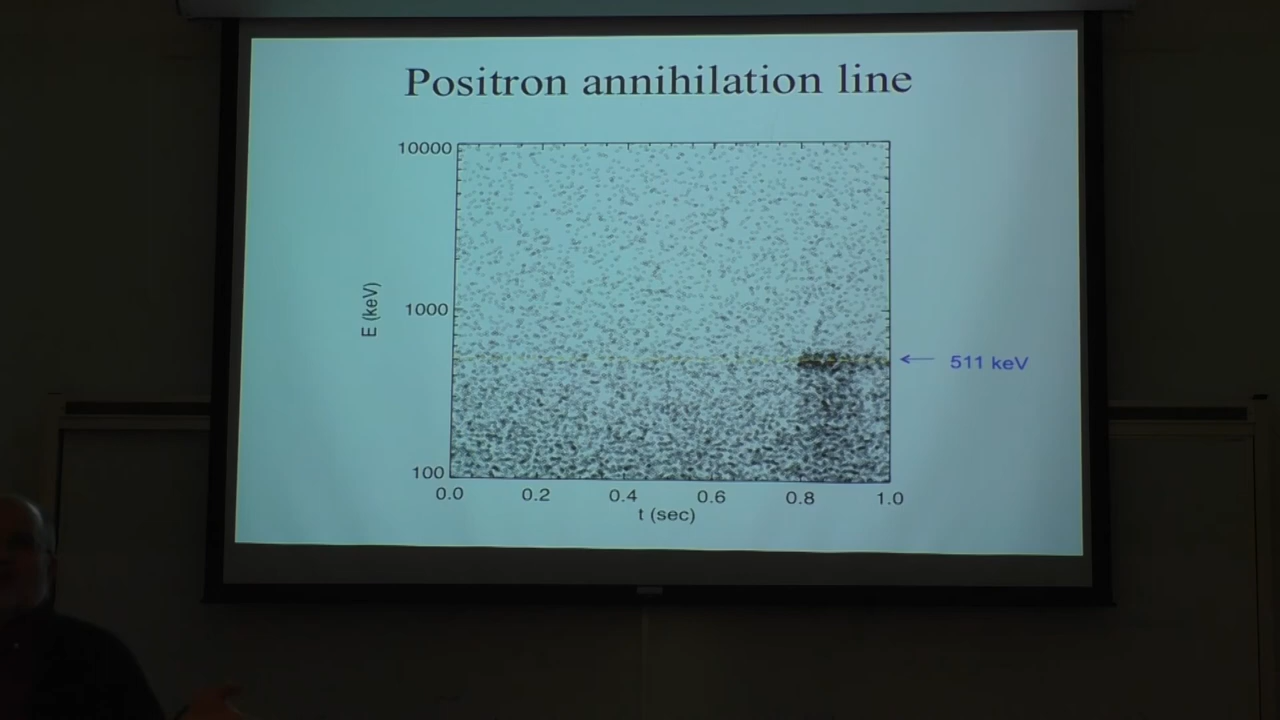 Positron annihilation line
10000
1000
100
E (keV)
511 keV
0.0 0.2 0.4 0.6 0.8 1.0
t (sec)